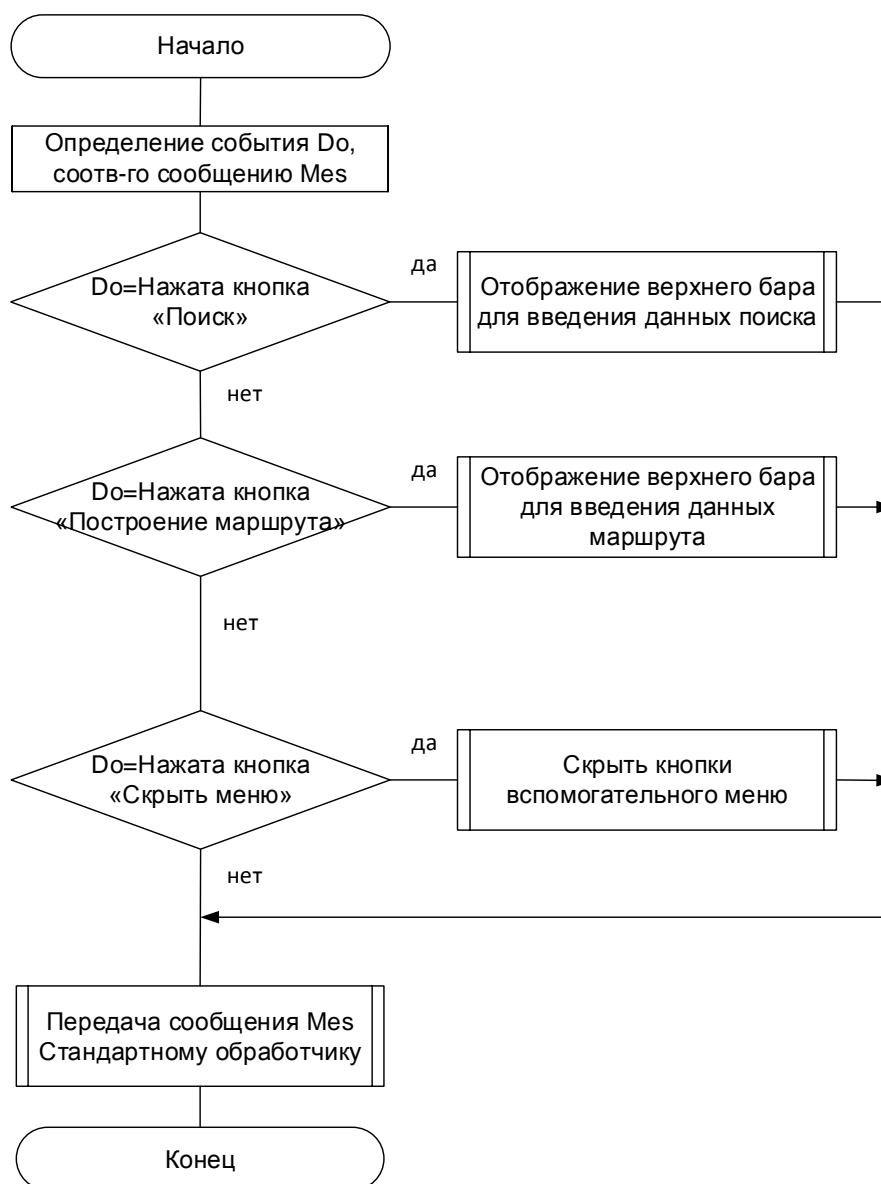 Начало
Определение события Do,
соотв-го сообщению Mes
Do=Нажата кнопка
«Поиск»
да
Отображение верхнего бара
для введения данных поиска
нет
Do=Нажата кнопка
«Построение маршрута»
да
Отображение верхнего бара
для введения данных
маршрута
нет
Do=Нажата кнопка
«Скрыть меню»
да
Скрыть кнопки
вспомогательного меню
нет
Передача сообщения Mes
Стандартному обработчику
Конец